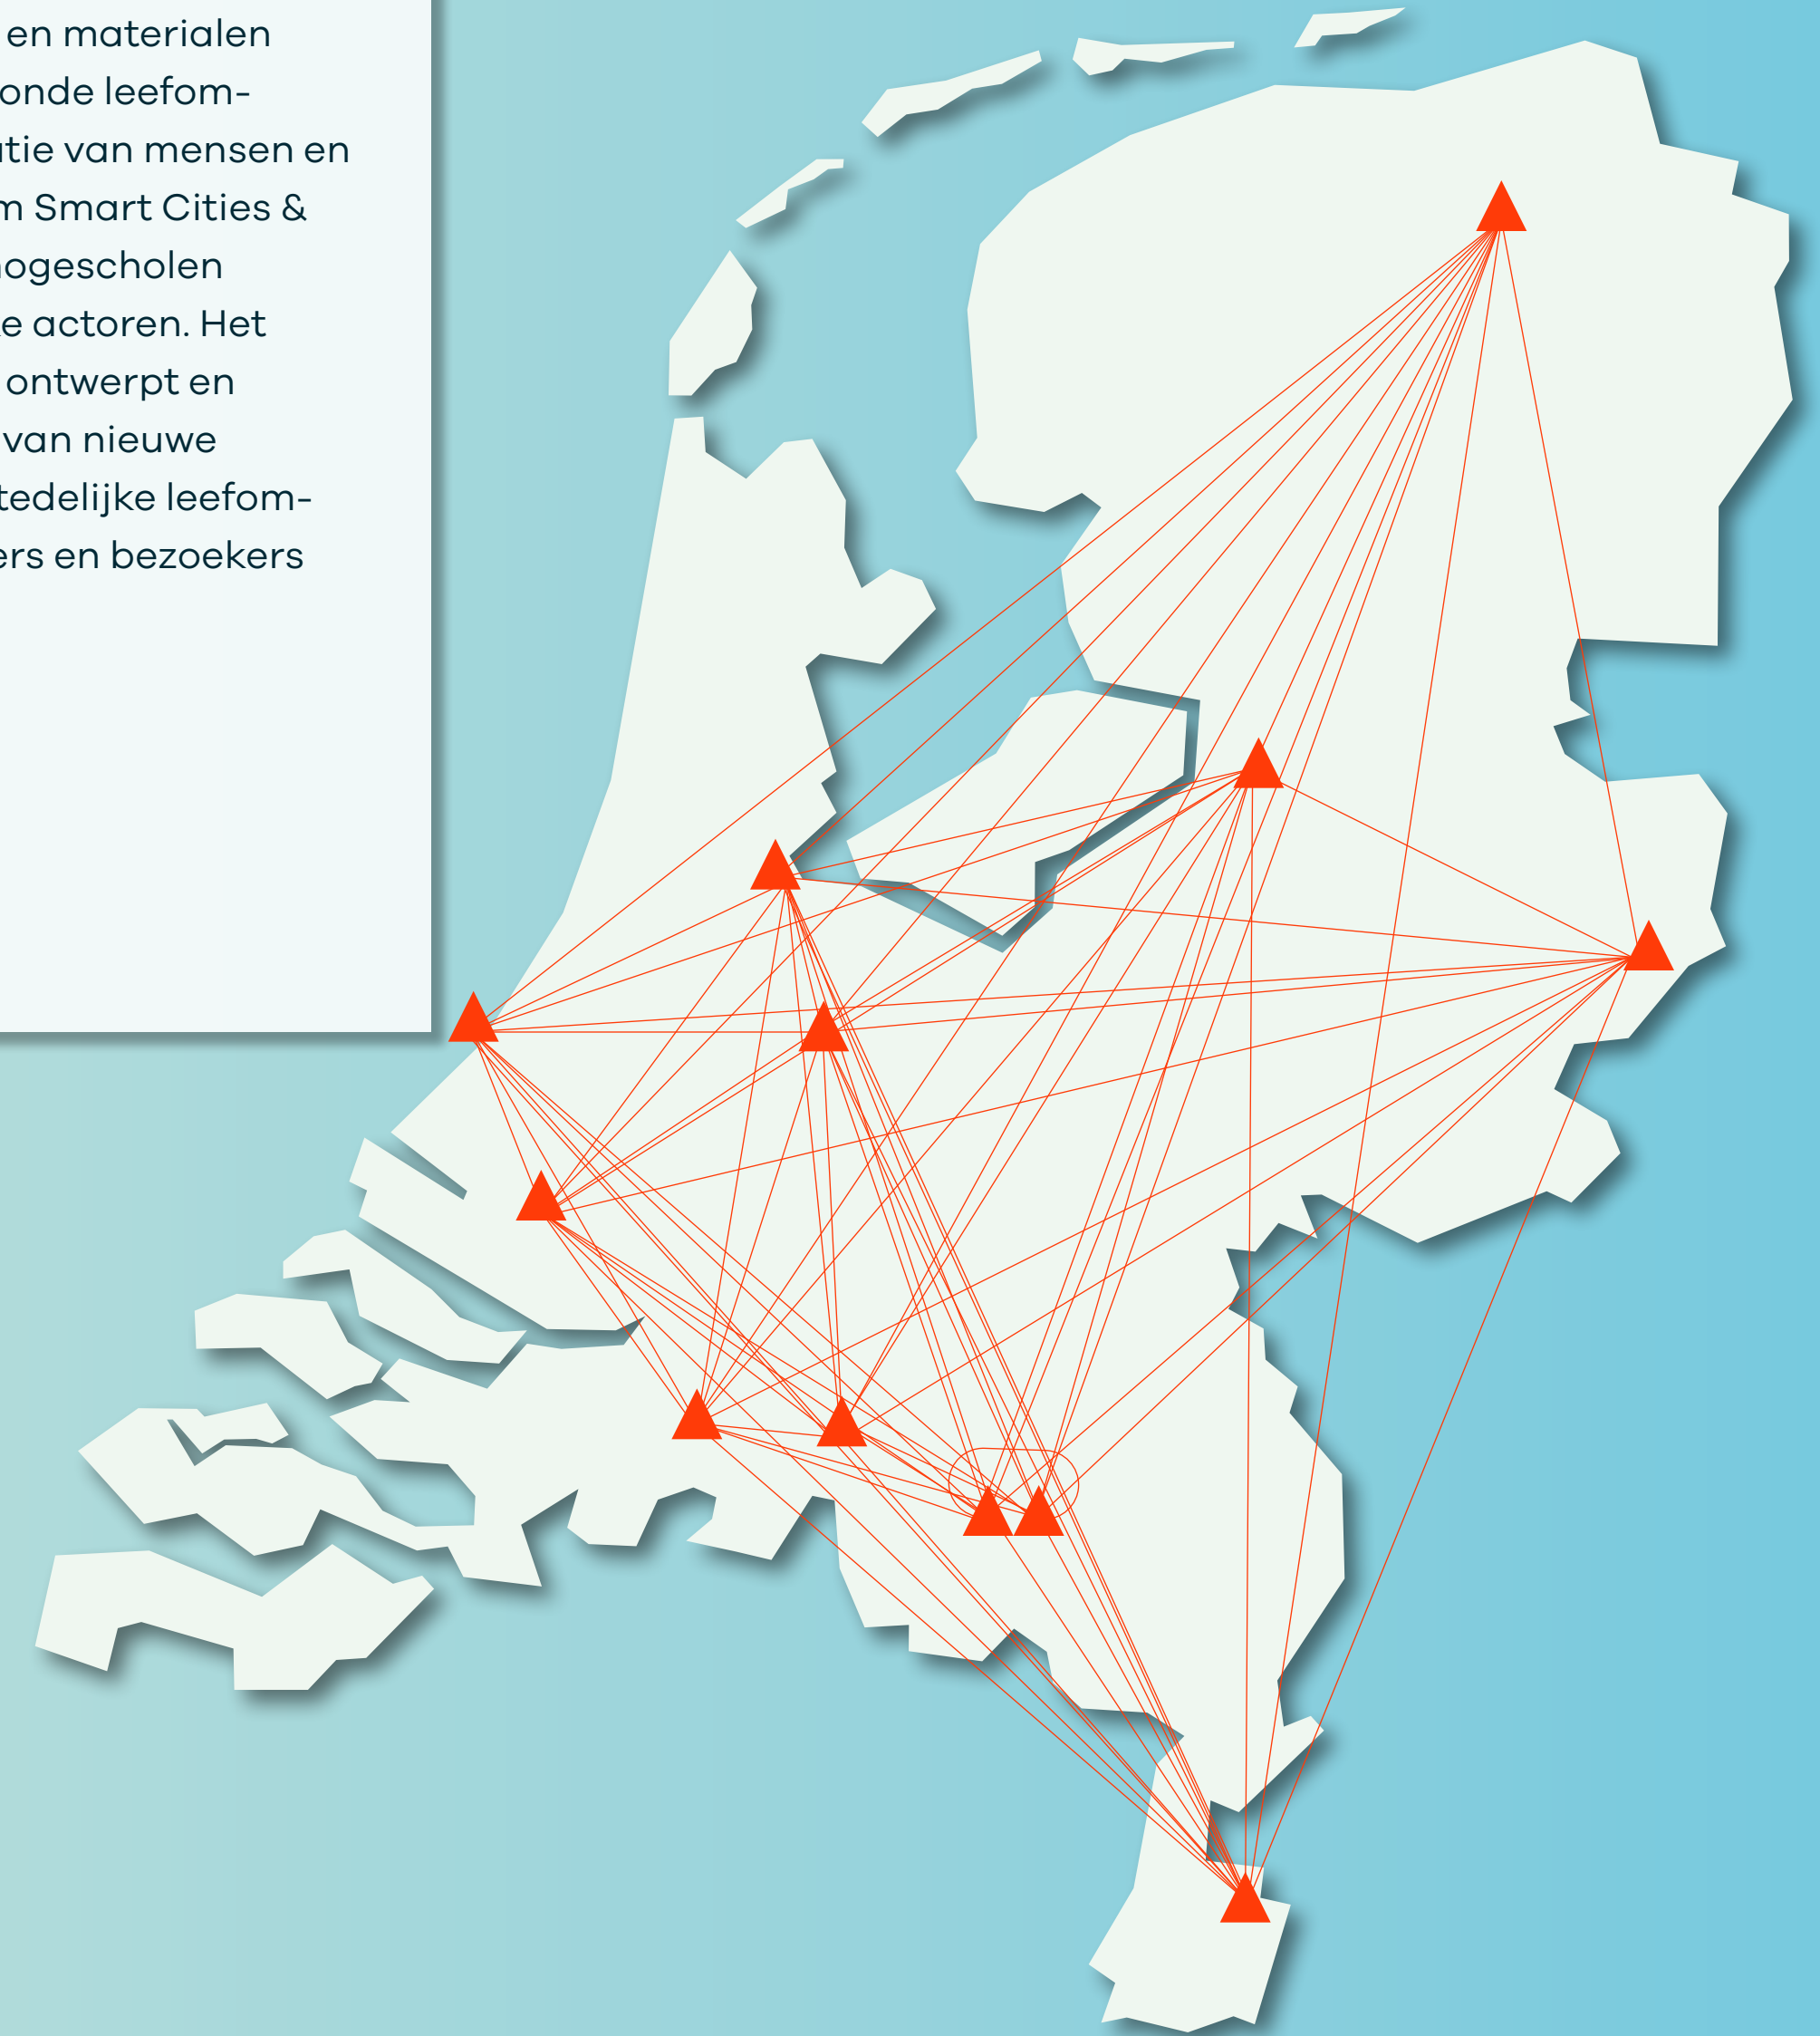 en materialen
onde leefom-
tie van mensen en
m Smart Cities &
ogescholen
e actoren. Het
ontwerpt en
van nieuwe
tedelijke leefom-
ers en bezoekers